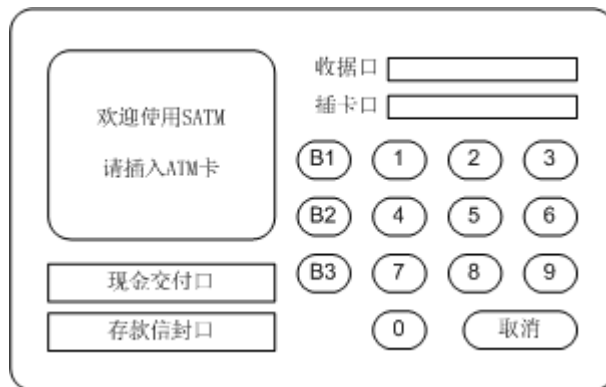 欢迎使用SATM
请插入ATM卡
现金交付口
存款信封口
收据口
插卡口
B1 1 2 3
B2 4 5 6
B3 7 8 9
0 取消